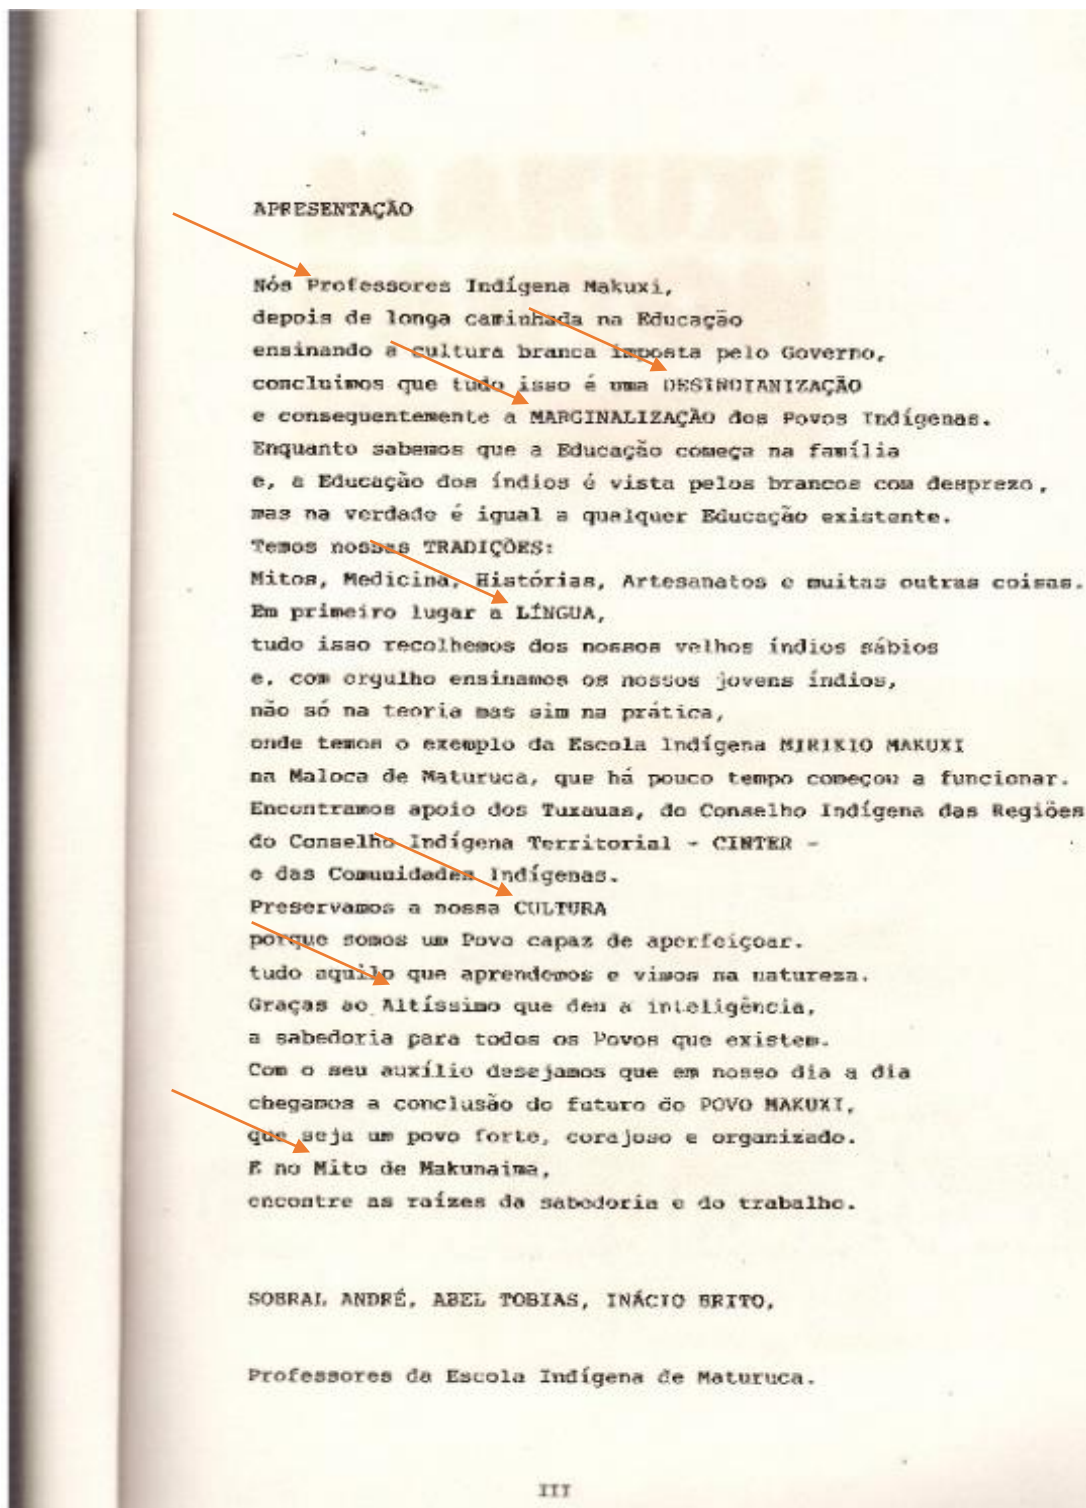 APRESENTAÇÃO
Nós Professores Indígena Makuxi,
depois de longa caminhada na Educação
ensinando a cultura branca imposta pelo Governo,
concluimos que tudo isso é uma DESINDIANIZAÇÃO
e consequentemente a MARGINALIZAÇÃO dos Povos Indígenas.
Enquanto sabemos que a Educação começa na família
e, a Educação dos índios é vista pelos brancos com desprezo,
mas na verdade é igual a qualquer Educação existente.
Temos nossas TRADIÇÕES:
Mitos, Medicina, Histórias, Artesanatos e muitas outras coisas.
Em primeiro lugar a LÍNGUA,
tudo isso recolhemos dos nossos velhos índios sábios
e, com orgulho ensinamos os nossos jovens índios,
não só na teoria mas sim na prática,
onde temos o exemplo da Escola Indígena MIRIKIO MAKUXI
na Maloca de Maturuca, que há pouco tempo começou a funcionar.
Encontramos apoio dos Tuxauas, do Conselho Indígena das Regiões
do Conselho Indígena Territorial - CINTER -
e das Comunidades Indígenas.
Preservamos a nossa CULTURA
porque somos um Povo capaz de aperfeiçoar.
tudo aquilo que aprendemos e vimos na natureza.
Graças ao Altíssimo que deu a inteligência,
a sabedoria para todos os Povos que existem.
Com o seu auxílio desejamos que em nosso dia a dia
chegamos a conclusão do futuro do POVO MAKUXI,
que seja um povo forte, corajoso e organizado.
E no Mito de Makunaima,
encontre as raízes da sabedoria e do trabalho.
SOBRAL ANDRÉ, ABEL TOBIAS, INÁCIO BRITO,
Professores da Escola Indígena de Maturuca.
III